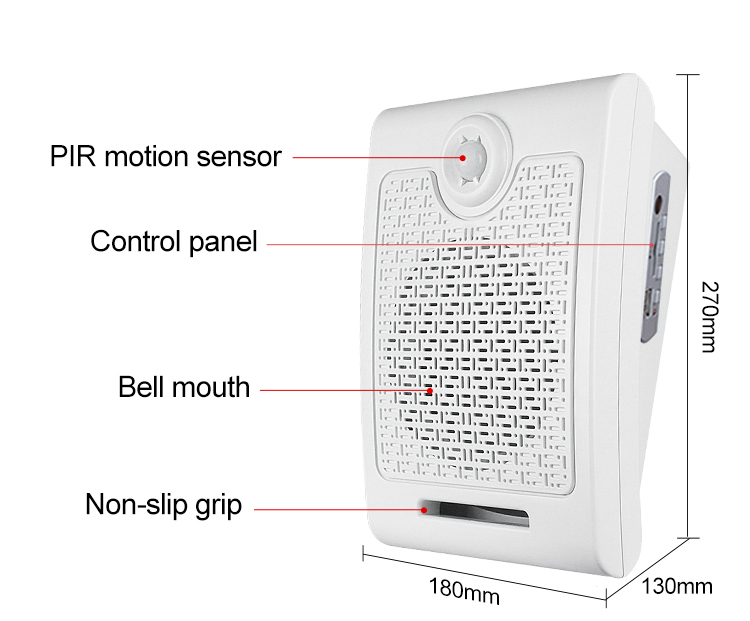 PIR motion sensor
Control panel
270mm
Bell mouth
Non-slip grip
180mm
130mm